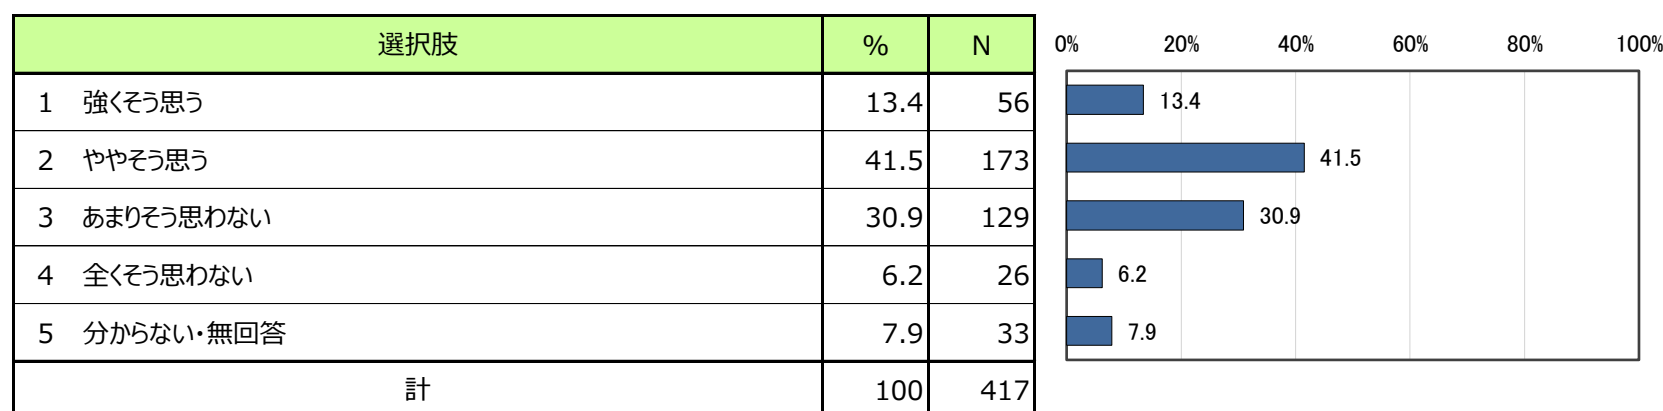 選択肢 % N
1 強くそう思う 13.4 56
2 ややそう思う 41.5 173
3 あまりそう思わない 30.9 129
4 全くそう思わない 6.2 26
5 分からない・無回答 7.9 33
計 100 417
0% 20% 40% 60% 80% 100%
13.4
41.5
30.9
6.2
7.9